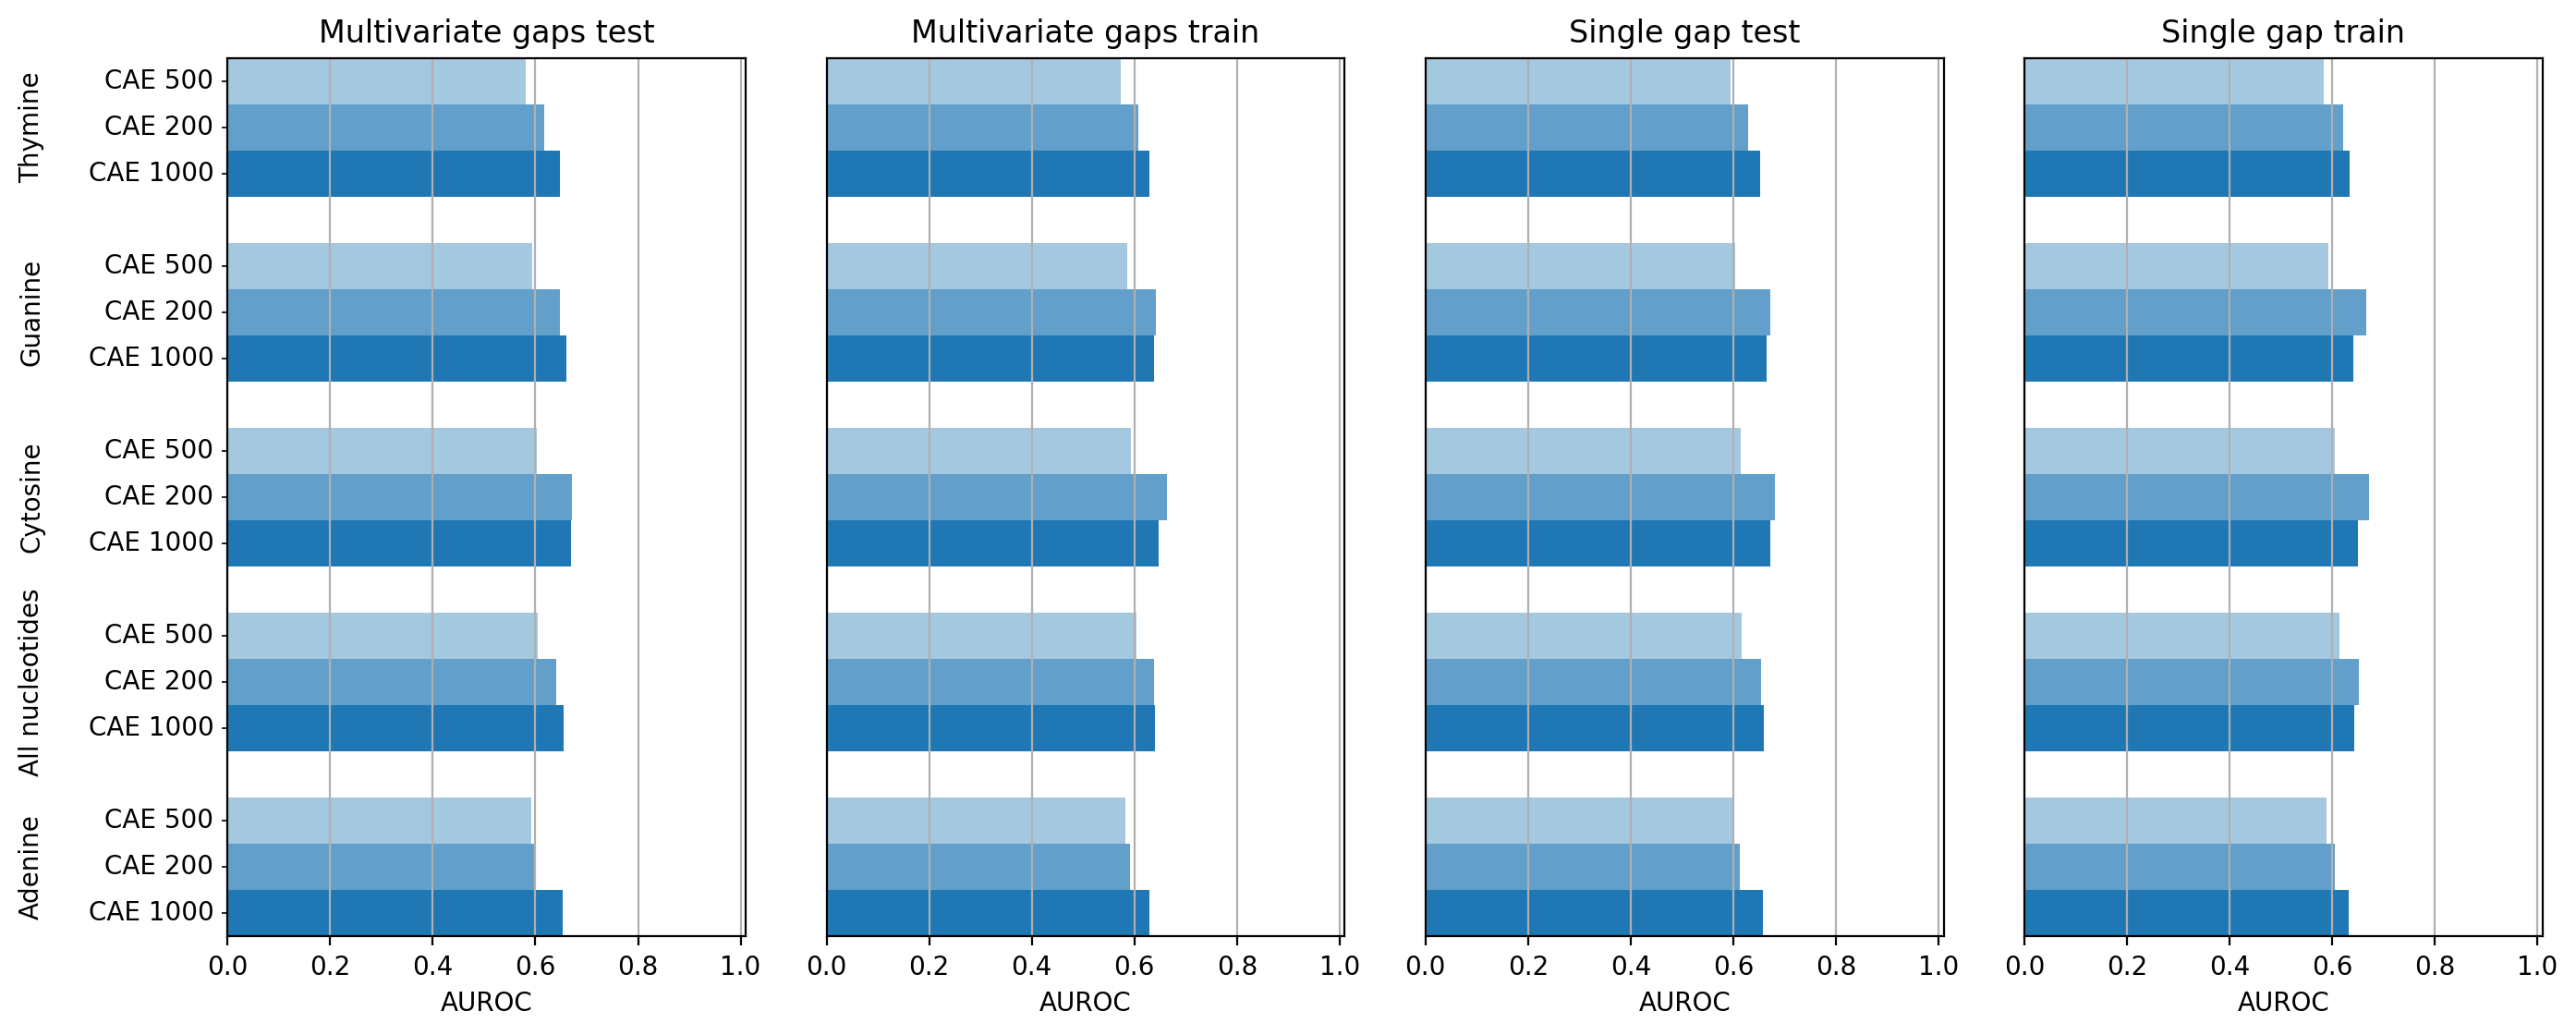 Multivariate gaps test
Multivariate gaps train
Single gap test
Single gap train
Thymine
CAE 500
CAE 200
CAE 1000
Guanine
CAE 500
CAE 200
CAE 1000
Cytosine
CAE 500
CAE 200
CAE 1000
All nucleotides
CAE 500
CAE 200
CAE 1000
Adenine
CAE 500
CAE 200
CAE 1000
0.0 0.2 0.4 0.6 0.8 1.0
AUROC
0.0 0.2 0.4 0.6 0.8 1.0
AUROC
0.0 0.2 0.4 0.6 0.8 1.0
AUROC
0.0 0.2 0.4 0.6 0.8 1.0
AUROC